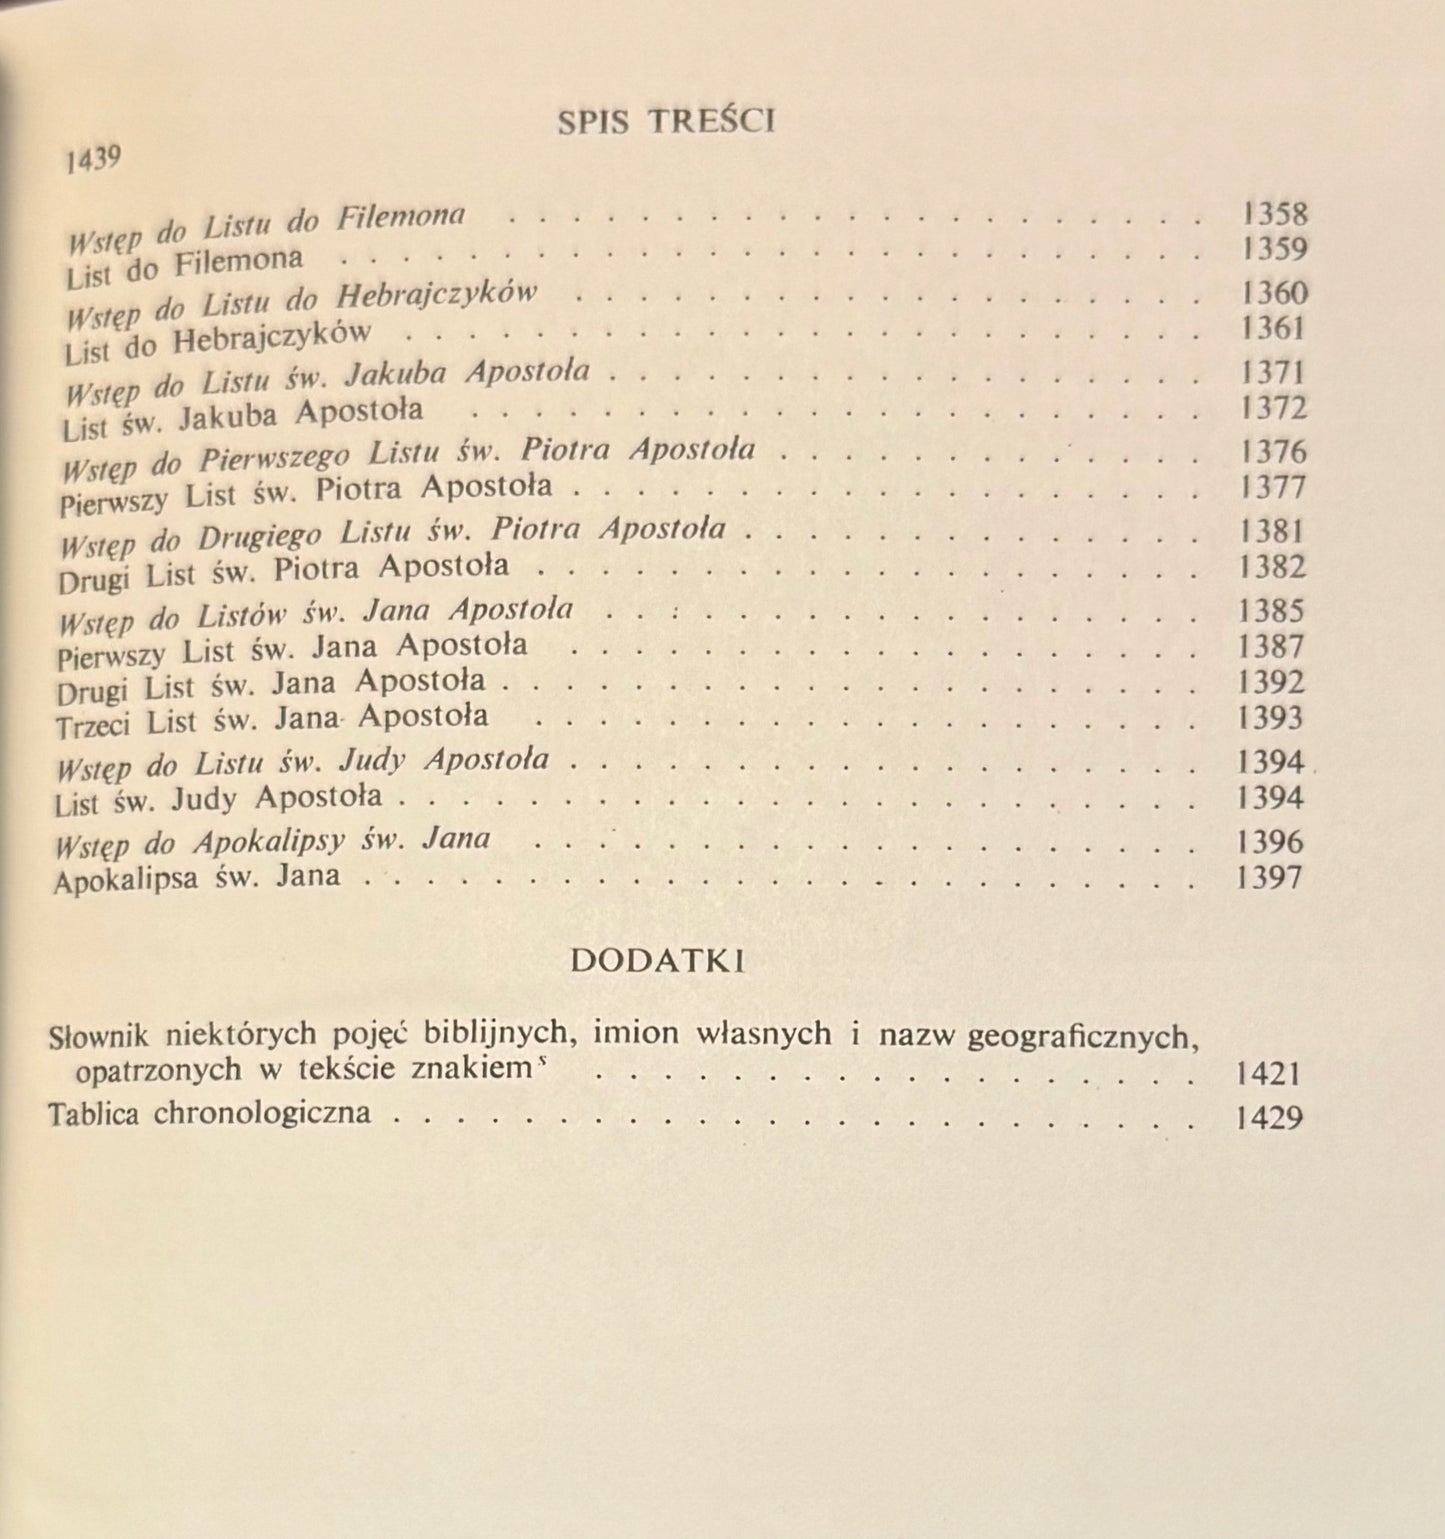 SPIS TREŚCI
1439
Wstęp do Listu do Filemona . . . . . . . . . . . . . . . . . . . . . 1358
List do Filemona . . . . . . . . . . . . . . . . . . . . . . . . . . 1359
Wstęp do Listu do Hebrajczyków . . . . . . . . . . . . . . . . . . . 1360
List do Hebrajczyków . . . . . . . . . . . . . . . . . . . . . . . . 1361
Wstęp do Listu św. Jakuba Apostoła . . . . . . . . . . . . . . . . . . 1371
List św. Jakuba Apostoła . . . . . . . . . . . . . . . . . . . . . . 1372
Wstęp do Pierwszego Listu św. Piotra Apostoła . . . . . . . . . . . . . 1376
Pierwszy List św. Piotra Apostoła . . . . . . . . . . . . . . . . . . . 1377
Wstęp do Drugiego Listu św. Piotra Apostoła . . . . . . . . . . . . . . 1381
Drugi List św. Piotra Apostoła . . . . . . . . . . . . . . . . . . . . 1382
Wstęp do Listów św. Jana Apostoła . . . . . . . . . . . . . . . . . . 1385
Pierwszy List św. Jana Apostoła . . . . . . . . . . . . . . . . . . . 1387
Drugi List św. Jana Apostoła . . . . . . . . . . . . . . . . . . . . . 1392
Trzeci List św. Jana Apostoła . . . . . . . . . . . . . . . . . . . . 1393
Wstęp do Listu św. Judy Apostoła . . . . . . . . . . . . . . . . . . . 1394
List św. Judy Apostoła . . . . . . . . . . . . . . . . . . . . . . . . 1394
Wstęp do Apokalipsy św. Jana . . . . . . . . . . . . . . . . . . . . 1396
Apokalipsa św. Jana . . . . . . . . . . . . . . . . . . . . . . . . . 1397
DODATKI
Słownik niektórych pojęć biblijnych, imion własnych i nazw geograficznych,
opatrzonych w tekście znakiem ˢ . . . . . . . . . . . . . . . . . . . 1421
Tablica chronologiczna . . . . . . . . . . . . . . . . . . . . . . . . 1429